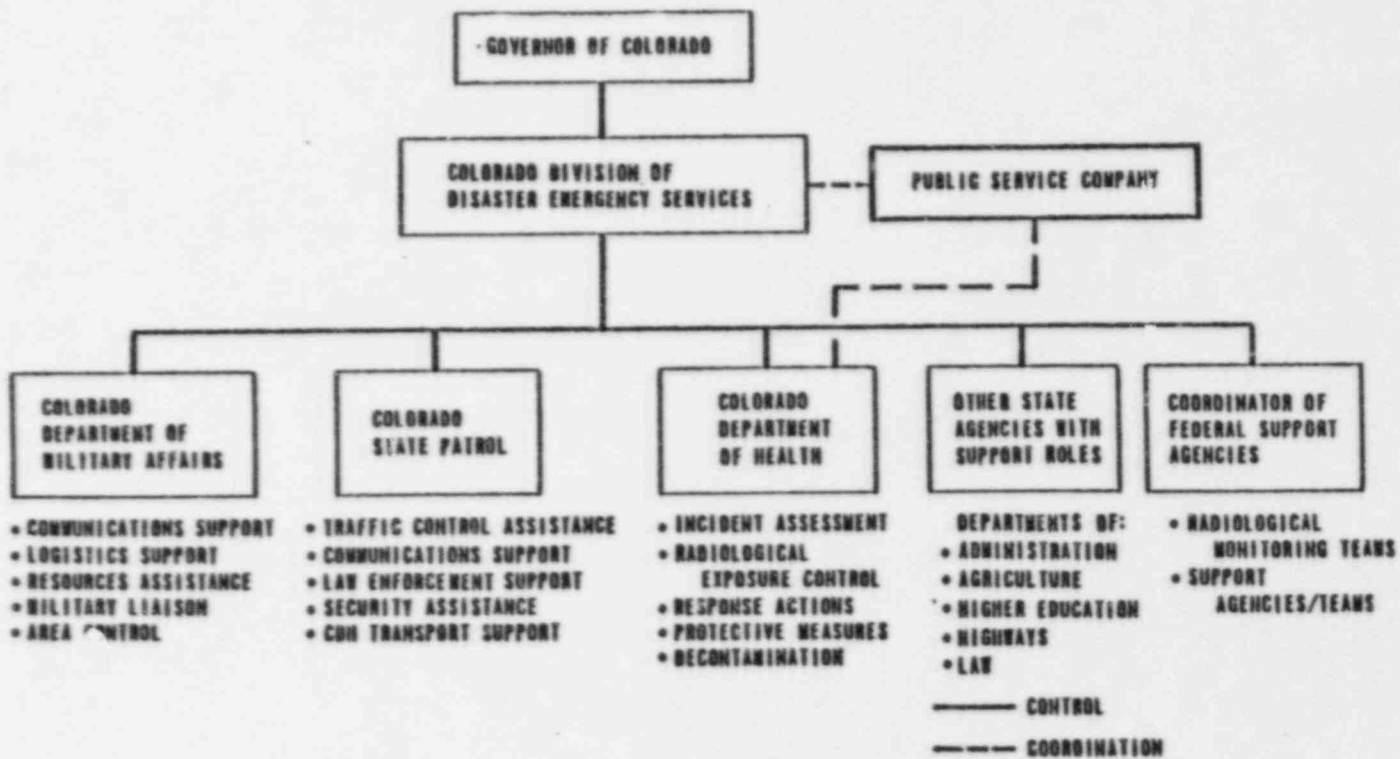 GOVERNOR OF COLORADO
COLORADO DIVISION OF
DISASTER EMERGENCY SERVICES
PUBLIC SERVICE COMPANY
COLORADO
DEPARTMENT OF
MILITARY AFFAIRS
• COMMUNICATIONS SUPPORT
• LOGISTICS SUPPORT
• RESOURCES ASSISTANCE
• MILITARY LIAISON
• AREA CONTROL
COLORADO
STATE PATROL
• TRAFFIC CONTROL ASSISTANCE
• COMMUNICATIONS SUPPORT
• LAW ENFORCEMENT SUPPORT
• SECURITY ASSISTANCE
• CDH TRANSPORT SUPPORT
COLORADO
DEPARTMENT
OF HEALTH
• INCIDENT ASSESSMENT
• RADIOLOGICAL
EXPOSURE CONTROL
• RESPONSE ACTIONS
• PROTECTIVE MEASURES
• DECONTAMINATION
OTHER STATE
AGENCIES WITH
SUPPORT ROLES
DEPARTMENTS OF:
• ADMINISTRATION
• AGRICULTURE
• HIGHER EDUCATION
• HIGHWAYS
• LAW
COORDINATOR OF
FEDERAL SUPPORT
AGENCIES
• RADIOLOGICAL
MONITORING TEAMS
• SUPPORT
AGENCIES/TEAMS
CONTROL
COORDINATION